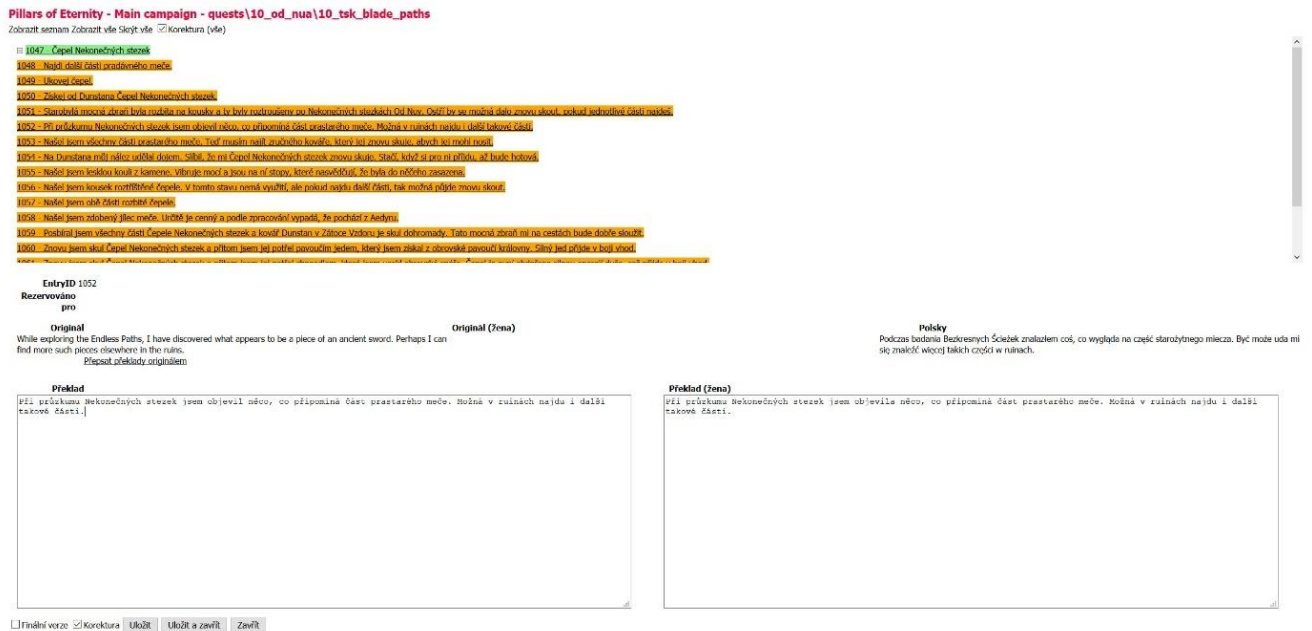 Pillars of Eternity - Main campaign - quests\10_od_nua\10_tsk_blade_paths
Zobrazit seznam Zobrazit vše Skrýt vše Korektura (vše)
1047 - Čepel Nekonečných stezek
1048 - Najdi další části pradávného meče.
1049 - Ukovej čepel.
1050 - Získej od Dunstana Čepel Nekonečných stezek.
1051 - Starobylá mocná zbraň byla rozbita na kousky a ty byly roztroušeny po Nekonečných stezkách Od Nuy. Ostří by se možná dalo znovu skout, pokud jednotlivé části najdeš.
1052 - Při průzkumu Nekonečných stezek jsem objevil něco, co připomíná část prastarého meče. Možná v ruinách najdu i další takové části.
1053 - Našel jsem všechny části prastarého meče. Teď musím najít zručného kováře, který jej znovu skuje, abych jej mohl nosit.
1054 - Na Dunstana můj nález udělal dojem. Slíbil, že mi Čepel Nekonečných stezek znovu skuje. Stačí, když si pro ni přijdu, až bude hotová.
1055 - Našel jsem lesklou kouli z kamene. Vibruje mocí a jsou na ní stopy, které nasvědčují, že byla do něčeho zasazena.
1056 - Našel jsem kousek roztříštěné čepele. V tomto stavu nemá využití, ale pokud najdu další části, tak možná půjde znovu skout.
1057 - Našel jsem obě části rozbité čepele.
1058 - Našel jsem zdobený jílec meče. Určitě je cenný a podle zpracování vypadá, že pochází z Aedyru.
1059 - Posbíral jsem všechny části Čepele Nekonečných stezek a kovář Dunstan v Zátoce Vzdoru je skul dohromady. Tato mocná zbraň mi na cestách bude dobře sloužit.
1060 - Znovu jsem skul Čepel Nekonečných stezek a přitom jsem jej potřel pavoučím jedem, který jsem získal z obrovské pavoučí královny. Silný jed přijde v boji vhod.
EntryID 1052
Rezervováno
pro
Originál Originál (žena) Polsky
While exploring the Endless Paths, I have discovered what appears to be a piece of an ancient sword. Perhaps I can
find more such pieces elsewhere in the ruins.
Podczas badania Bezkresnych Ścieżek znalazłem coś, co wygląda na część starożytnego miecza. Być może uda mi
się znaleźć więcej takich części w ruinach.
Přepsat překlady originálem
Překlad Překlad (žena)
Při průzkumu Nekonečných stezek jsem objevil něco, co připomíná část prastarého meče. Možná v ruinách najdu i další
takové části.
Při průzkumu Nekonečných stezek jsem objevila něco, co připomíná část prastarého meče. Možná v ruinách najdu i další
takové části.
Finální verze Korektura Uložit Uložit a zavřít Zavřít